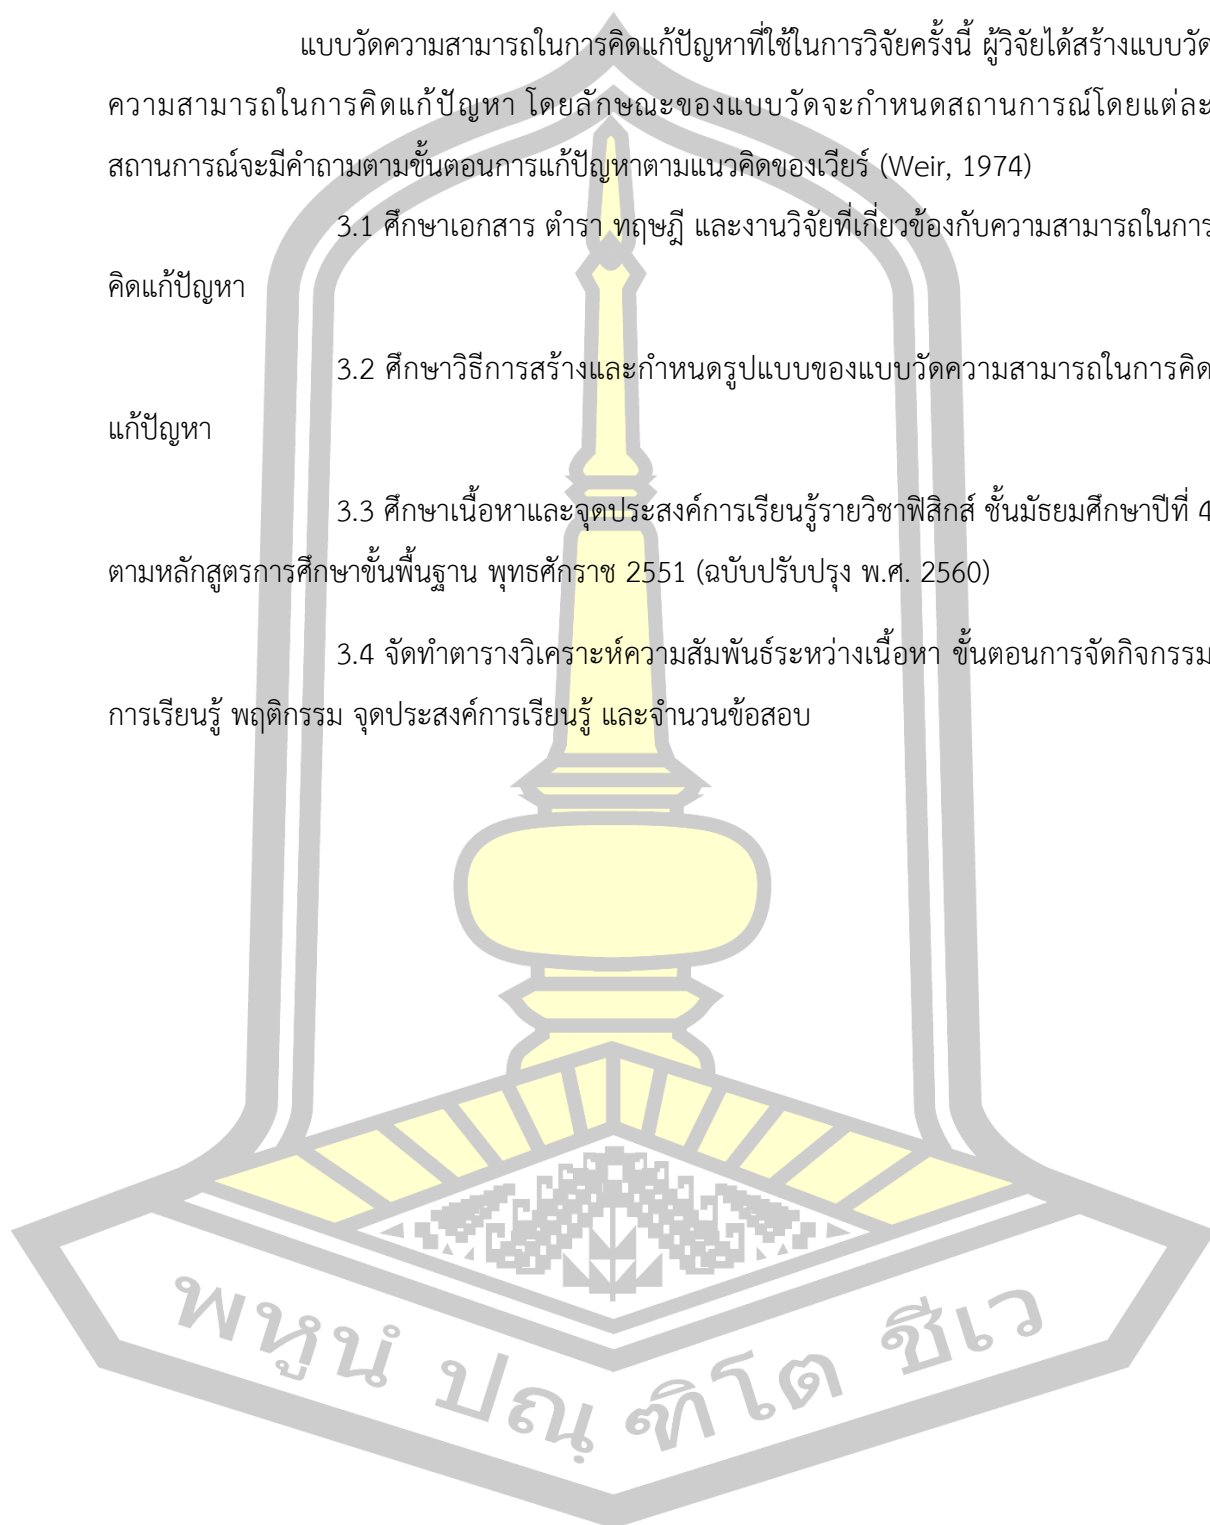 แบบวัดความสามารถในการคิดแก้ปัญหาที่ใช้ในการวิจัยครั้งนี้ ผู้วิจัยได้สร้างแบบวัด
ความสามารถในการคิดแก้ปัญหา โดยลักษณะของแบบวัดจะกำหนดสถานการณ์โดยแต่ละ
สถานการณ์จะมีคำถามตามขั้นตอนการแก้ปัญหาตามแนวคิดของเวียร์ (Weir, 1974)
3.1 ศึกษาเอกสาร ตำรา ทฤษฎี และงานวิจัยที่เกี่ยวข้องกับความสามารถในการ
คิดแก้ปัญหา
3.2 ศึกษาวิธีการสร้างและกำหนดรูปแบบของแบบวัดความสามารถในการคิด
แก้ปัญหา
3.3 ศึกษาเนื้อหาและจุดประสงค์การเรียนรู้รายวิชาฟิสิกส์ ชั้นมัธยมศึกษาปีที่ 4
ตามหลักสูตรการศึกษาขั้นพื้นฐาน พุทธศักราช 2551 (ฉบับปรับปรุง พ.ศ. 2560)
3.4 จัดทำตารางวิเคราะห์ความสัมพันธ์ระหว่างเนื้อหา ขั้นตอนการจัดกิจกรรม
การเรียนรู้ พฤติกรรม จุดประสงค์การเรียนรู้ และจำนวนข้อสอบ
พหูนํ ปณฺ ฑิโต ชีเว